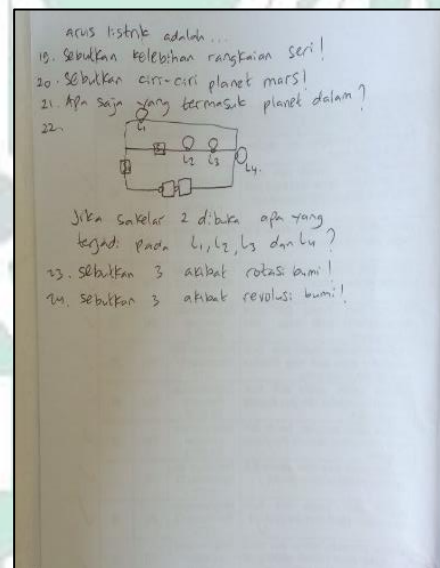 arus listrik adalah ...
19. Sebutkan kelebihan rangkaian seri!
20. Sebutkan ciri-ciri planet mars!
21. Apa saja yang termasuk planet dalam?
22.
L1
L2 L3
L4.
Jika sakelar 2 dibuka apa yang
terjadi pada L1, L2, L3 dan L4?
23. Sebutkan 3 akibat rotasi bumi!
24. Sebutkan 3 akibat revolusi bumi!